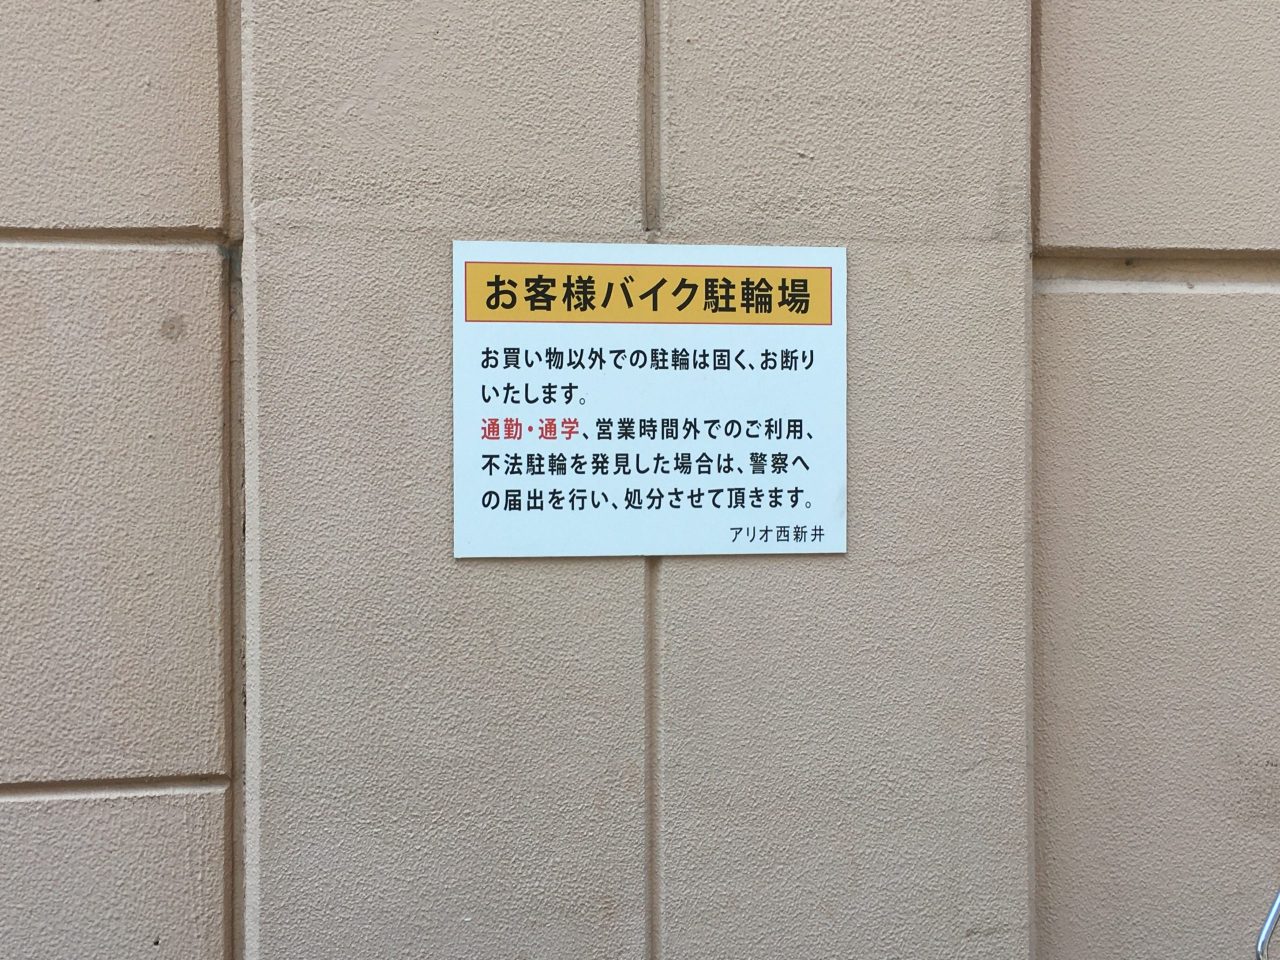 お客様バイク駐輪場
お買い物以外での駐輪は固く、お断り
いたします。
通勤・通学、営業時間外でのご利用、
不法駐輪を発見した場合は、警察へ
の届出を行い、処分させて頂きます。
アリオ西新井